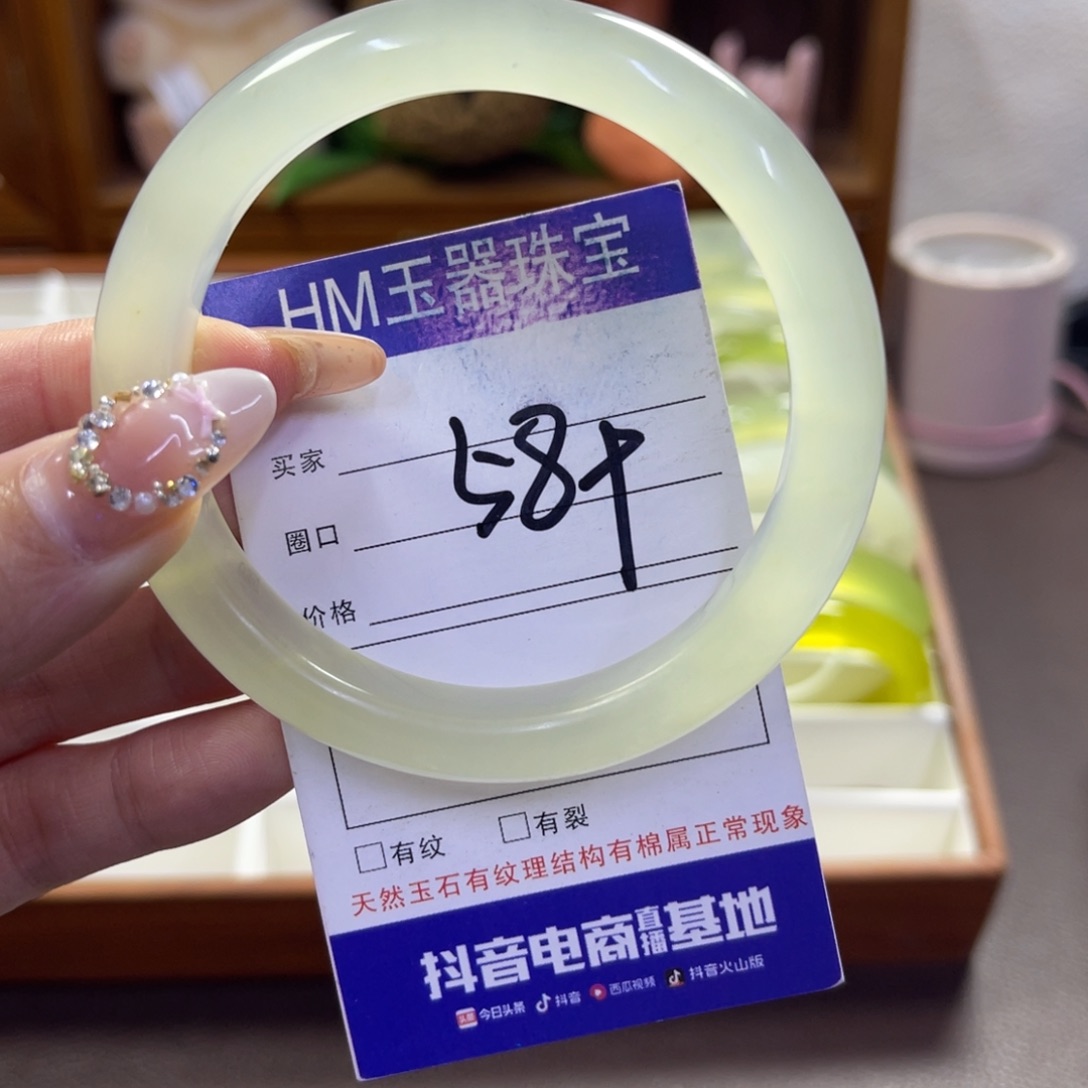 HM玉器珠宝
买家
58+
圈口
价格
有纹 有裂
天然玉石有纹理结构有棉属正常现象
抖音电商直播基地
头条 今日头条 抖音 西瓜视频 抖音火山版